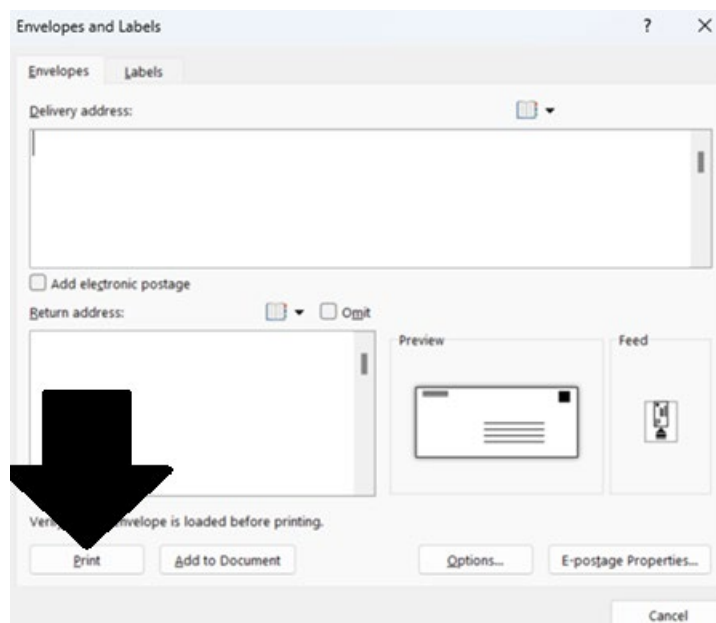 Envelopes and Labels
Envelopes Labels
Delivery address:
Add electronic postage
Return address: Omit
Preview Feed
envelope is loaded before printing.
Print Add to Document Options... E-postage Properties...
Cancel